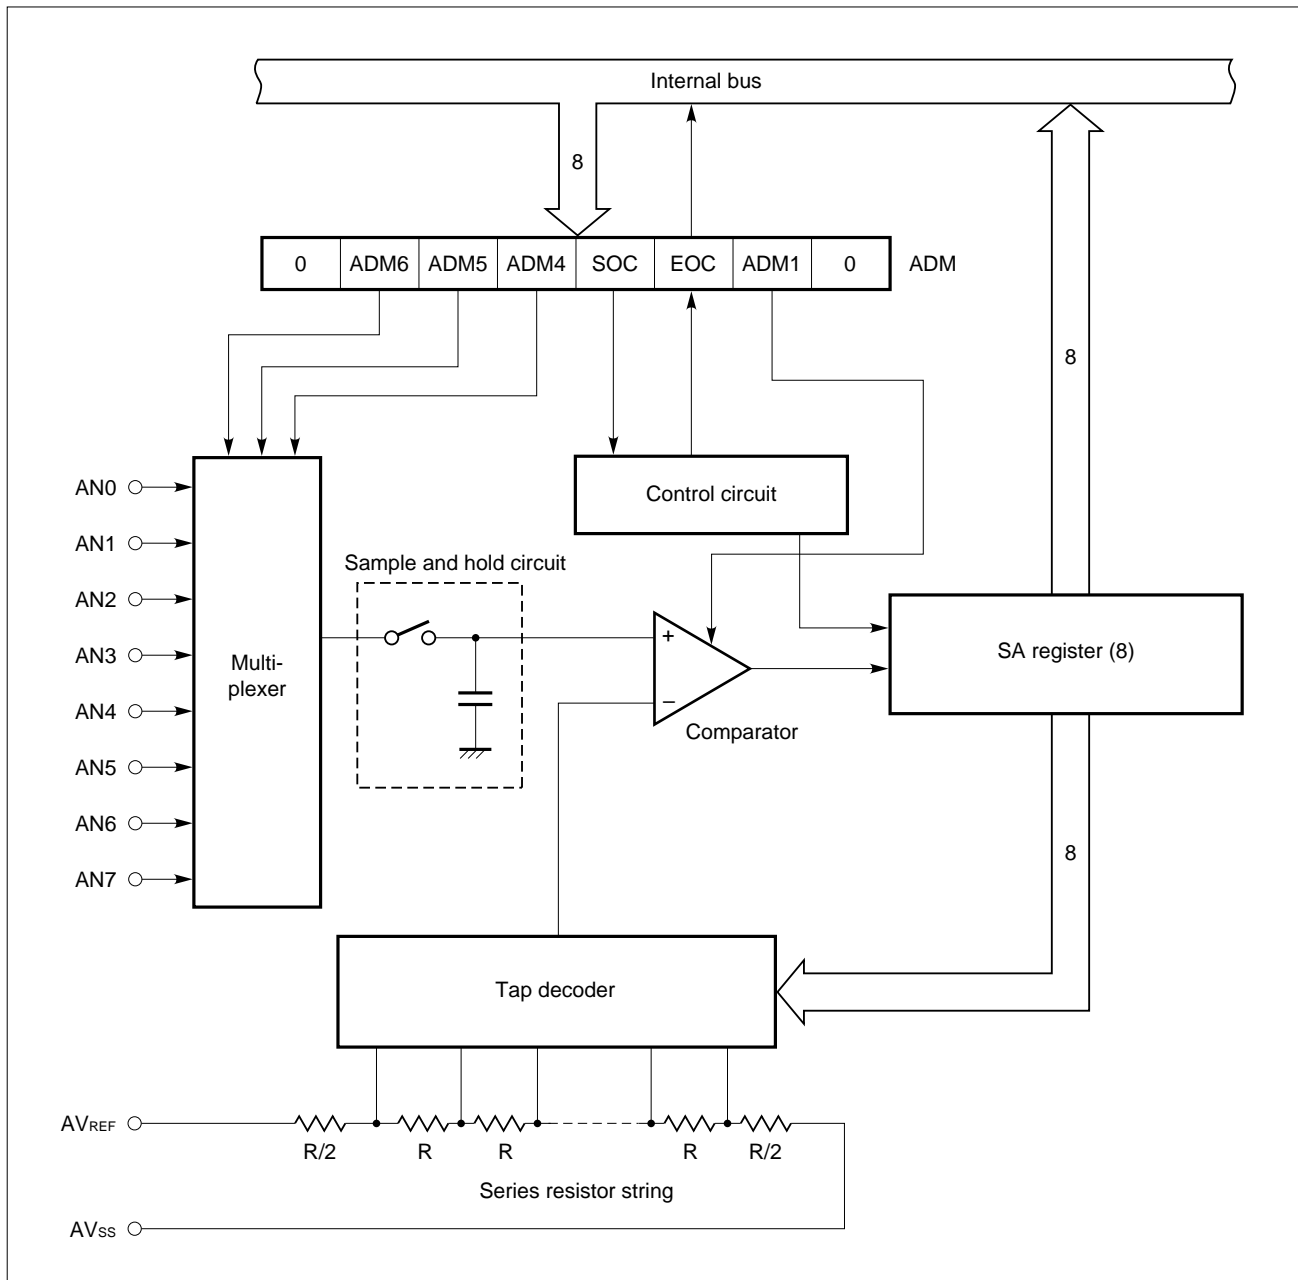 Internal bus
8
0 ADM6 ADM5 ADM4 SOC EOC ADM1 0 ADM
8
AN0
Control circuit
AN1
Sample and hold circuit
AN2
+
AN3
Multi-
plexer
SA register (8)
AN4
−
Comparator
AN5
AN6
8
AN7
Tap decoder
AVREF
R/2 R R R R/2
Series resistor string
AVSS